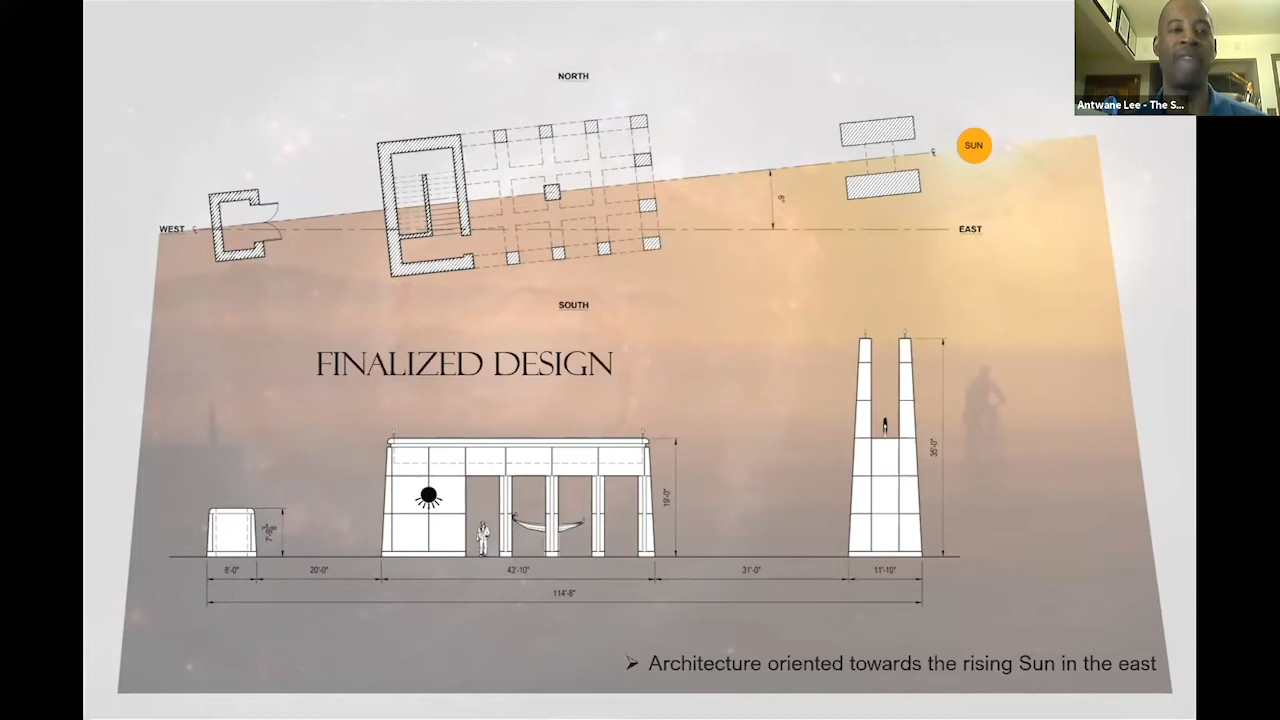 NORTH
Antwane Lee - The S...
SUN
WEST
6°
EAST
SOUTH
FINALIZED DESIGN
35'-0"
19'-0"
8'-0"
20'-0"
43'-10"
31'-0"
11'-10"
114'-8"
➢ Architecture oriented towards the rising Sun in the east